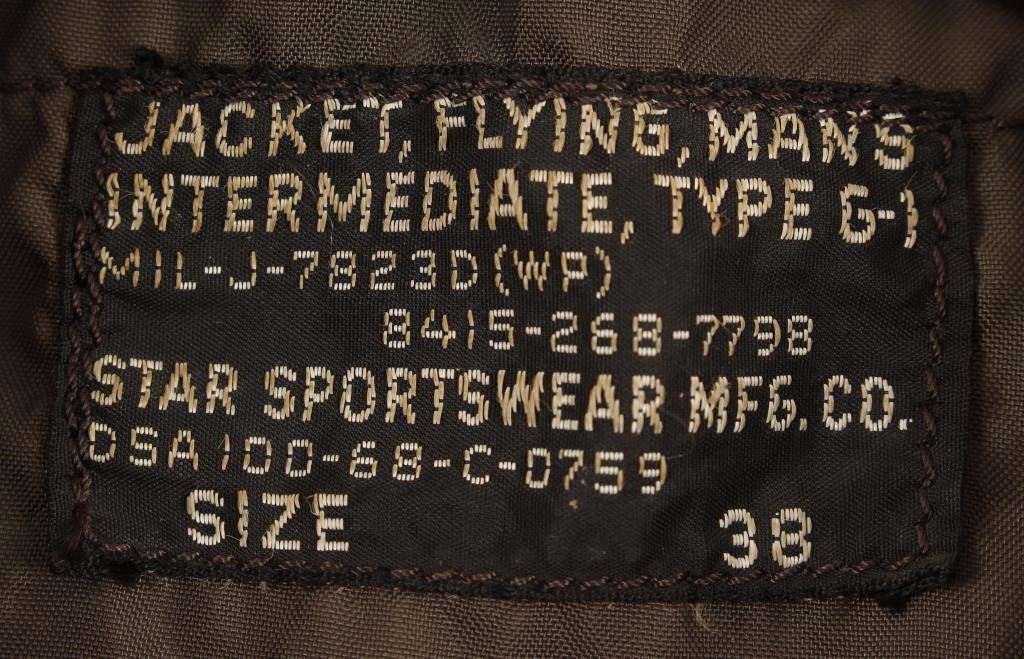 JACKET, FLYING, MAN'S
INTERMEDIATE, TYPE G-1
MIL-J-7823D(WP)
8415-268-7798
STAR SPORTSWEAR MFG. CO.
DSA100-68-C-0759
SIZE 38